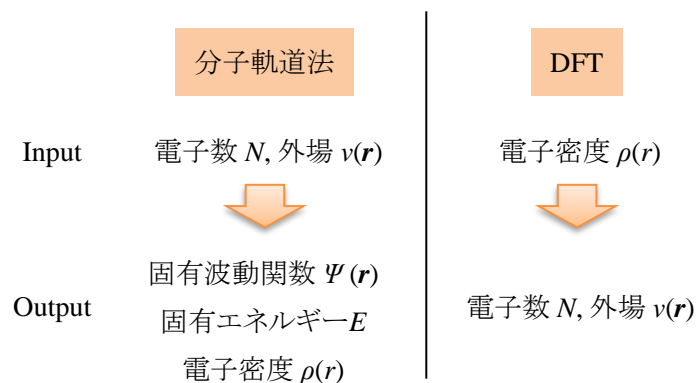 分子軌道法
DFT
Input
電子数 N, 外場 v(r)
電子密度 ρ(r)
Output
固有波動関数 Ψ(r)
固有エネルギーE
電子密度 ρ(r)
電子数 N, 外場 v(r)